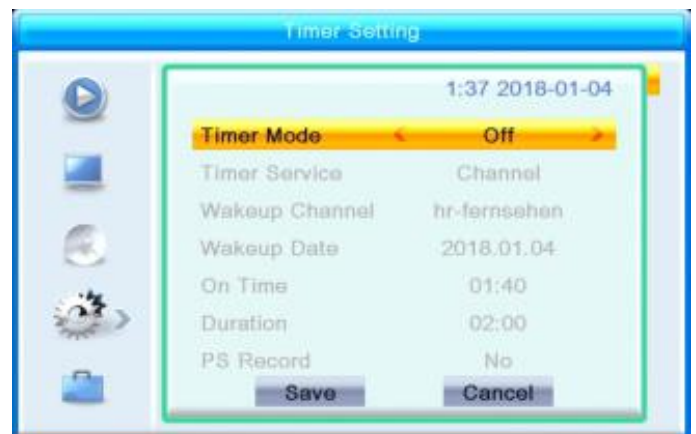 Timer Setting
1:37 2018-01-04
Timer Mode Off
Timer Service Channel
Wakeup Channel hr-fernsehen
Wakeup Date 2018.01.04
On Time 01:40
Duration 02:00
PS Record No
Save Cancel